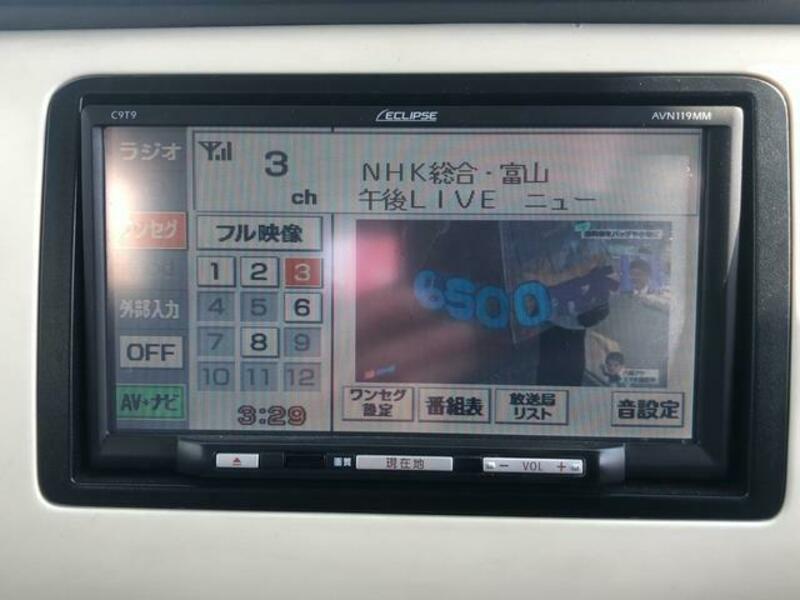 C9T9
ECLIPSE
AVN119MM
ラジオ
3
ch
NHK総合・富山
午後LIVE ニュー
ワンセグ
フル映像
1 2 3
4 5 6
7 8 9
10 11 12
外部入力
OFF
AV→ナビ
3:29
6500
ワンセグ
設定
番組表
放送局
リスト
音設定
画質
現在地
− VOL +